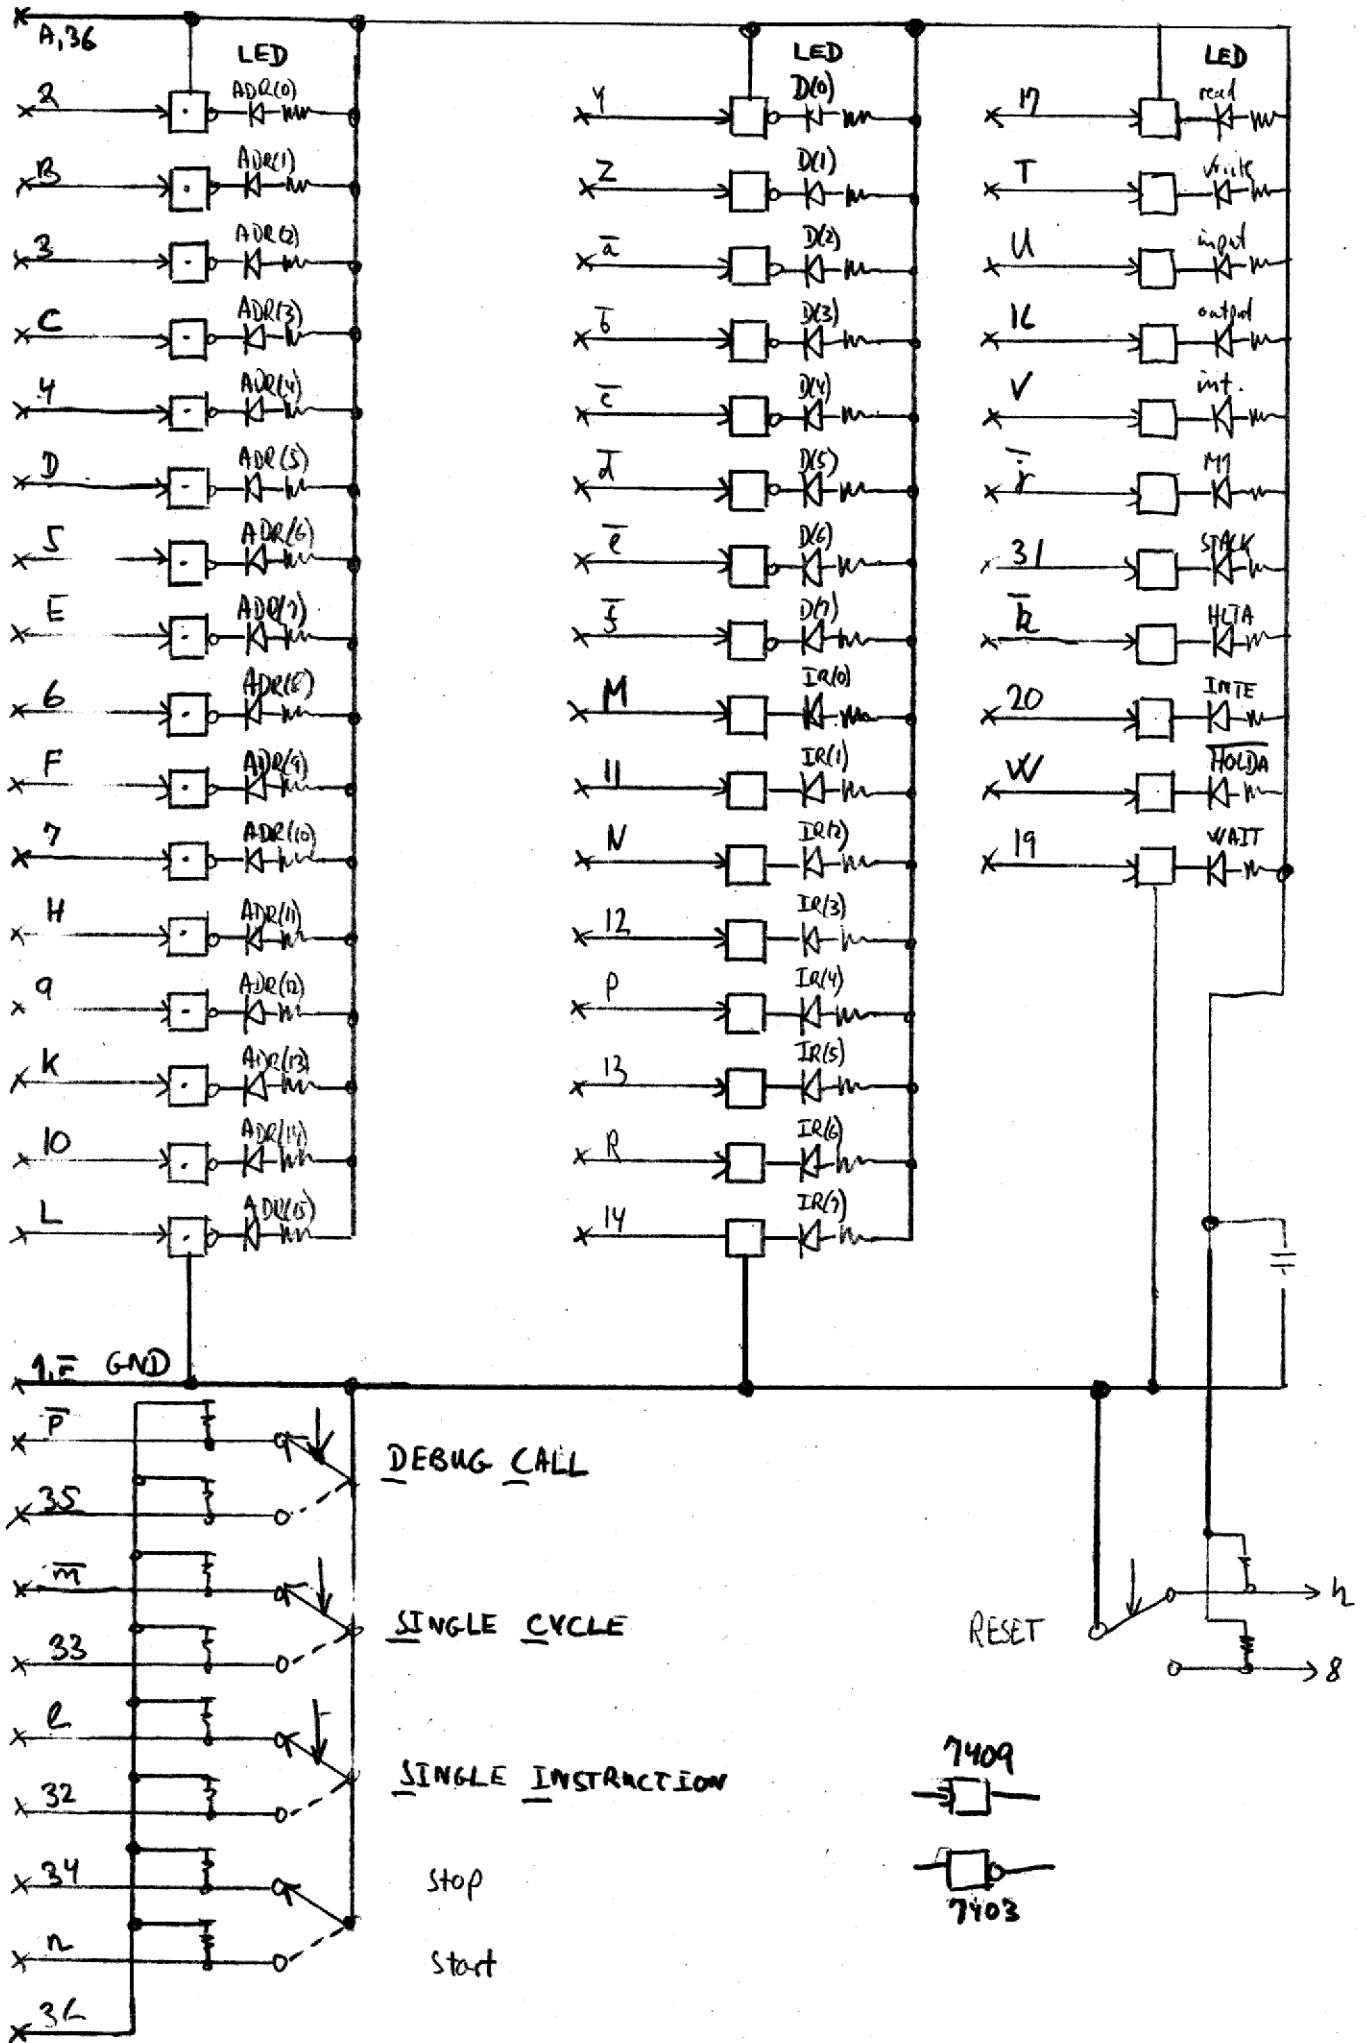 A,36
LED
2 ADR(0)
B ADR(1)
3 ADR(2)
C ADR(3)
4 ADR(4)
D ADR(5)
5 ADR(6)
E ADR(7)
6 ADR(8)
F ADR(9)
7 ADR(10)
H ADR(11)
9 ADR(12)
K ADR(13)
10 ADR(14)
L ADR(15)
LED
Y D(0)
Z D(1)
a̅ D(2)
b̅ D(3)
c̅ D(4)
d̅ D(5)
e̅ D(6)
f̅ D(7)
M IR(0)
11 IR(1)
N IR(2)
12 IR(3)
P IR(4)
13 IR(5)
R IR(6)
14 IR(7)
LED
17 read
T write
U input
16 output
V int.
j̅ M1
31 STACK
k̅ HLTA
20 INTE
W H̅O̅L̅D̅A̅
19 WAIT
GND
p̅
35
DEBUG CALL
m̅
33
SINGLE CYCLE
l
32
SINGLE INSTRUCTION
34
stop
n
start
RESET
h
8
7409
7403